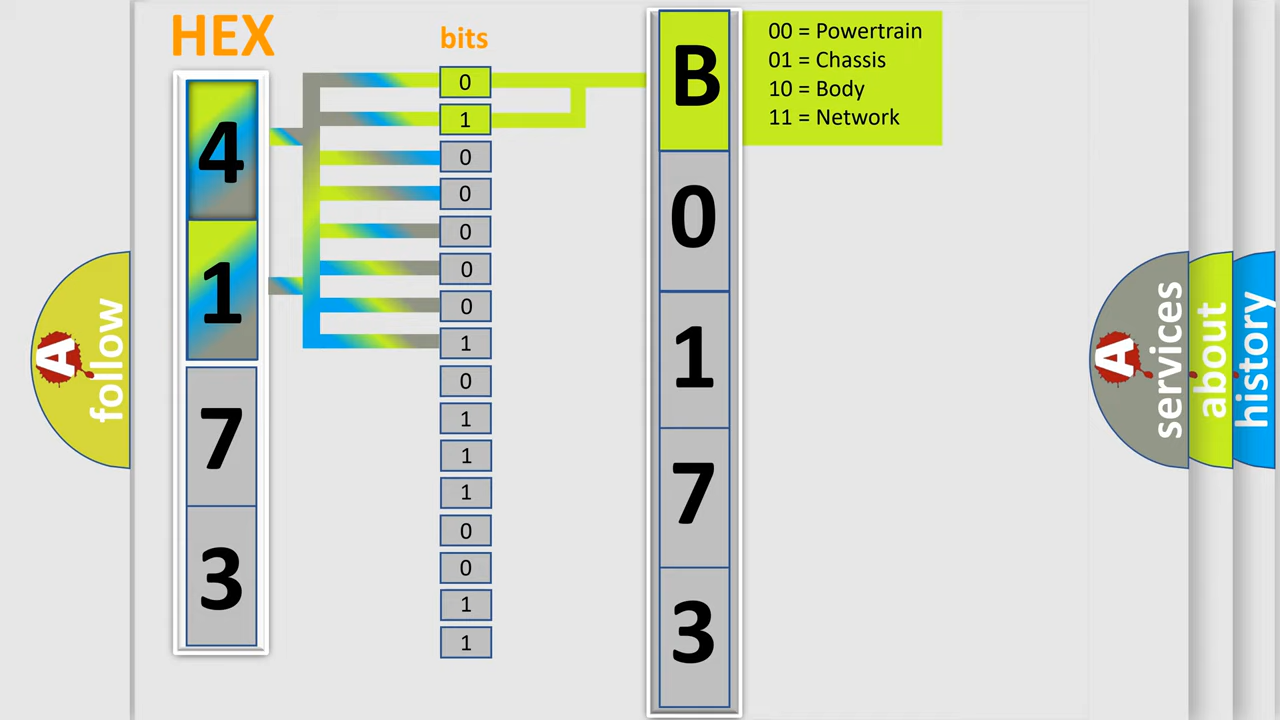 HEX
bits
4
1
7
3
0
1
0
0
0
0
0
1
0
1
1
1
0
0
1
1
B
0
1
7
3
00 = Powertrain
01 = Chassis
10 = Body
11 = Network
A
follow
A
services
about
history